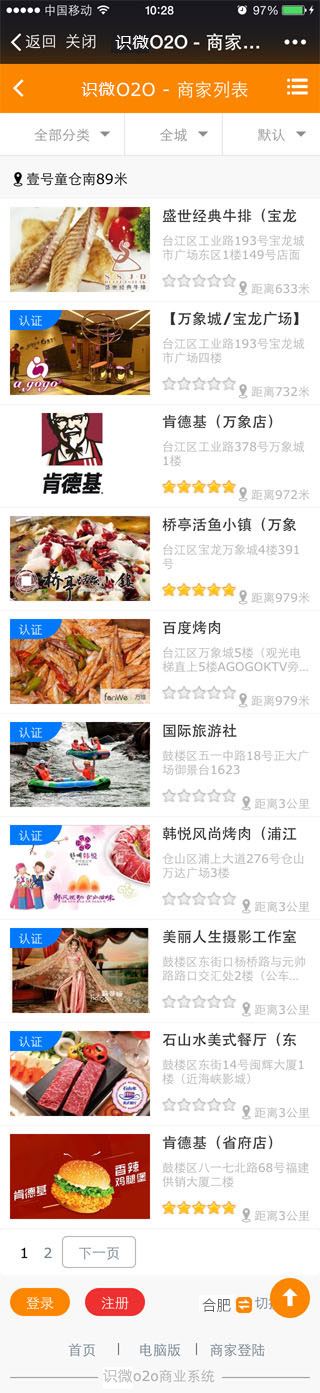 中国移动 10:28 97%
返回 关闭 识微O2O - 商家...
识微O2O - 商家列表
全部分类 全城 默认
壹号童仓南89米
盛世经典牛排（宝龙
台江区工业路193号宝龙城
市广场东区1楼149号店面
距离633米
SSJD
盛世经典牛排
认证
【万象城/宝龙广场】
台江区工业路193号宝龙城
市广场四楼
距离732米
a gogo
肯德基（万象店）
台江区工业路378号万象城
1楼
距离972米
肯德基
桥亭活鱼小镇（万象
台江区宝龙万象城4楼391
号
距离979米
桥亭活鱼小镇
认证
百度烤肉
台江区万象城5楼（观光电
梯直上5楼AGOGOKTV旁...
距离979米
fanWe 方维
认证
国际旅游社
鼓楼区五一中路18号正大广
场御景台1623
距离3公里
认证
韩悦风尚烤肉（浦江
仓山区浦上大道276号仓山
万达广场3楼
距离3公里
认证
美丽人生摄影工作室
鼓楼区东街口杨桥路与元帅
路路口交汇处2楼（公车...
距离3公里
认证
石山水美式餐厅（东
鼓楼区东街14号闽辉大厦1
楼（近海峡影城）
距离3公里
肯德基（省府店）
鼓楼区八一七北路68号福建
供销大厦二楼
距离3公里
肯德基
香辣
鸡腿堡
1 2 下一页
登录 注册 合肥 切
首页 | 电脑版 | 商家登陆
识微o2o商业系统